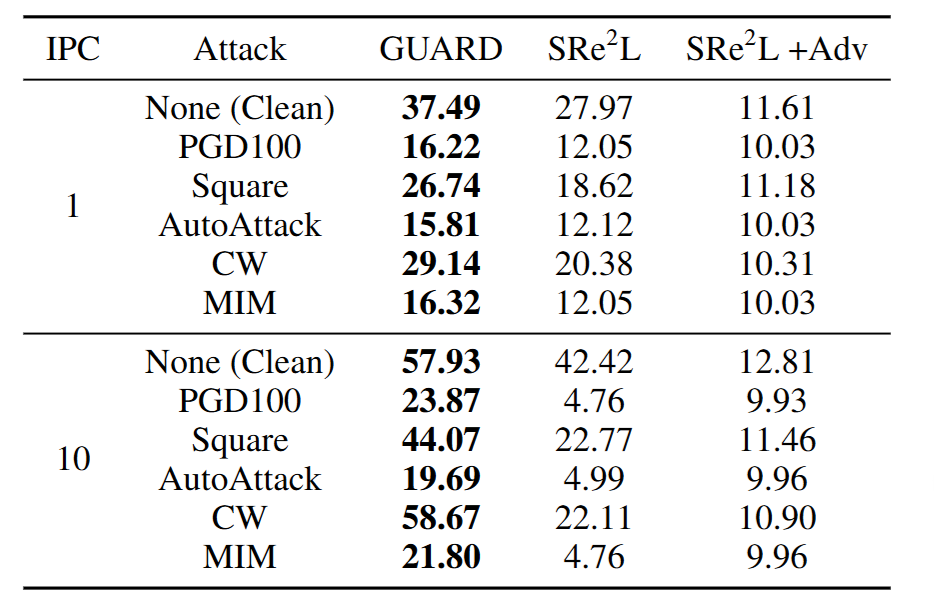 IPC Attack GUARD SRe²L SRe²L +Adv
None (Clean) 37.49 27.97 11.61
PGD100 16.22 12.05 10.03
Square 26.74 18.62 11.18
1
AutoAttack 15.81 12.12 10.03
CW 29.14 20.38 10.31
MIM 16.32 12.05 10.03
None (Clean) 57.93 42.42 12.81
PGD100 23.87 4.76 9.93
Square 44.07 22.77 11.46
10
AutoAttack 19.69 4.99 9.96
CW 58.67 22.11 10.90
MIM 21.80 4.76 9.96